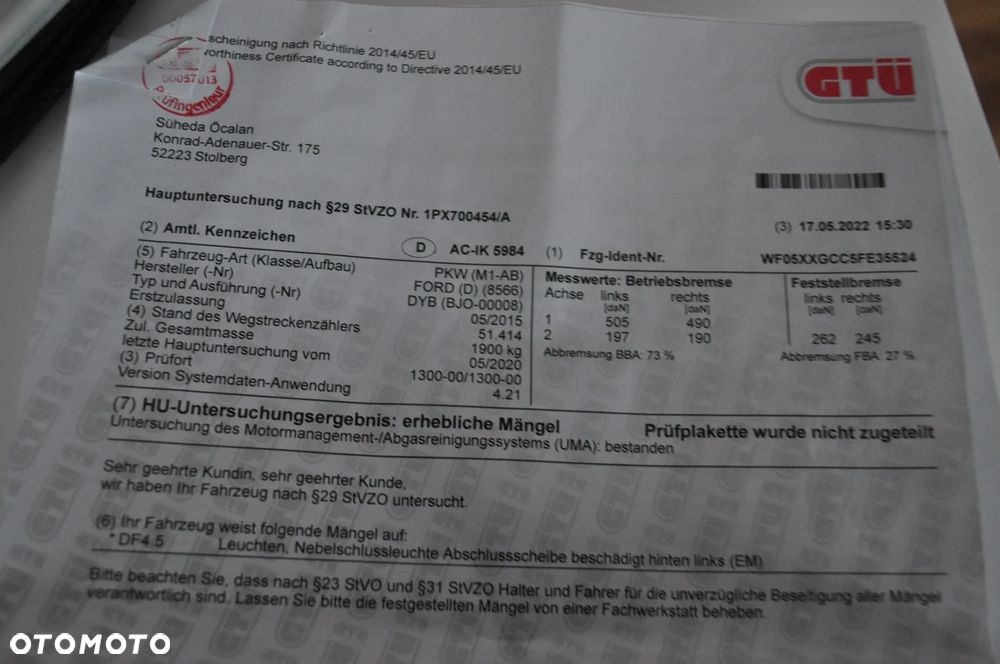 scheinigung nach Richtlinie 2014/45/EU
worthiness Certificate according to Directive 2014/45/EU
GTÜ
00057013
Prüfingenieur
Süheda Öcalan
Konrad-Adenauer-Str. 175
52223 Stolberg
Hauptuntersuchung nach §29 StVZO Nr. 1PX700454/A
(3) 17.05.2022 15:30
(2) Amtl. Kennzeichen D AC-IK 5984 (1) Fzg-Ident-Nr. WF05XXGCC5FE35524
(5) Fahrzeug-Art (Klasse/Aufbau) PKW (M1-AB)
Hersteller (-Nr) FORD (D) (8566)
Typ und Ausführung (-Nr) DYB (BJO-00008)
Erstzulassung 05/2015
(4) Stand des Wegstreckenzählers 51.414
Zul. Gesamtmasse 1900 kg
letzte Hauptuntersuchung vom 05/2020
(3) Prüfort 1300-00/1300-00
Version Systemdaten-Anwendung 4.21
Messwerte: Betriebsbremse Feststellbremse
Achse links rechts links rechts
[daN] [daN] [daN] [daN]
1 505 490
2 197 190 262 245
Abbremsung BBA: 73 % Abbremsung FBA: 27 %
(7) HU-Untersuchungsergebnis: erhebliche Mängel Prüfplakette wurde nicht zugeteilt
Untersuchung des Motormanagement-/Abgasreinigungssystems (UMA): bestanden
Sehr geehrte Kundin, sehr geehrter Kunde,
wir haben Ihr Fahrzeug nach §29 StVZO untersucht.
(6) Ihr Fahrzeug weist folgende Mängel auf:
* DF4.5 Leuchten, Nebelschlussleuchte Abschlussscheibe beschädigt hinten links (EM)
Bitte beachten Sie, dass nach §23 StVO und §31 StVZO Halter und Fahrer für die unverzügliche Beseitigung aller Mängel
verantwortlich sind. Lassen Sie bitte die festgestellten Mängel von einer Fachwerkstatt beheben.
OTOMOTO